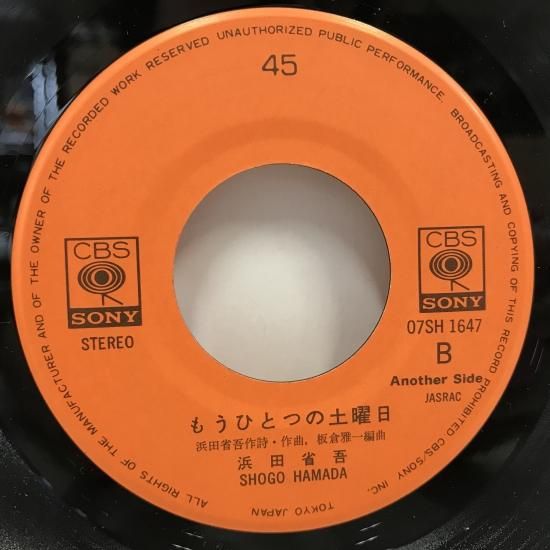 ALL RIGHTS OF THE MANUFACTURER AND OF THE OWNER OF THE RECORDED WORK RESERVED UNAUTHORIZED PUBLIC PERFORMANCE. BROADCASTING AND COPYING OF THIS RECORD PROHIBITED CBS/SONY INC.
TOKYO JAPAN
45
CBS
SONY
STEREO
CBS
SONY
07SH 1647
B
Another Side
JASRAC
もうひとつの土曜日
浜田省吾作詩・作曲, 板倉雅一編曲
浜田省吾
SHOGO HAMADA